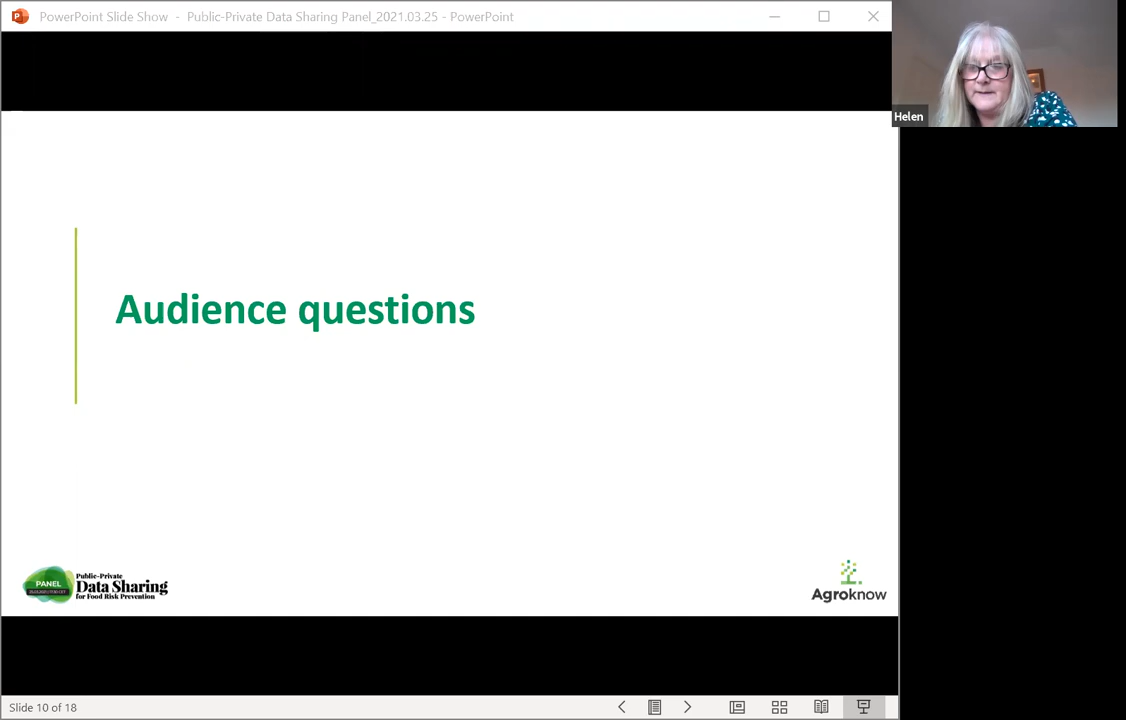 PowerPoint Slide Show - Public-Private Data Sharing Panel_2021.03.25 - PowerPoint
Helen
Audience questions
PANEL
Public-Private
Data Sharing
for Food Risk Prevention
Agroknow
Slide 10 of 18